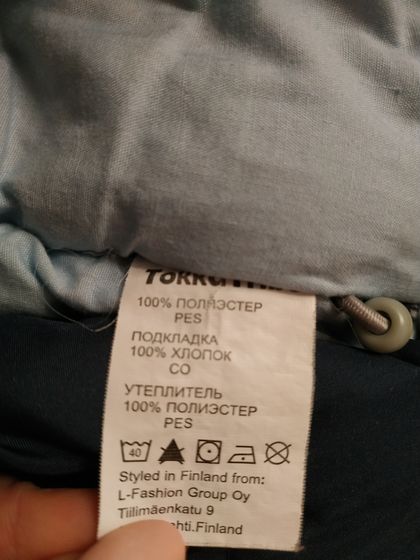 100% ПОЛИЭСТЕР
PES
ПОДКЛАДКА
100% ХЛОПОК
CO
УТЕПЛИТЕЛЬ
100% ПОЛИЭСТЕР
PES
40
Styled in Finland from:
L-Fashion Group Oy
Tiilimäenkatu 9
Finland